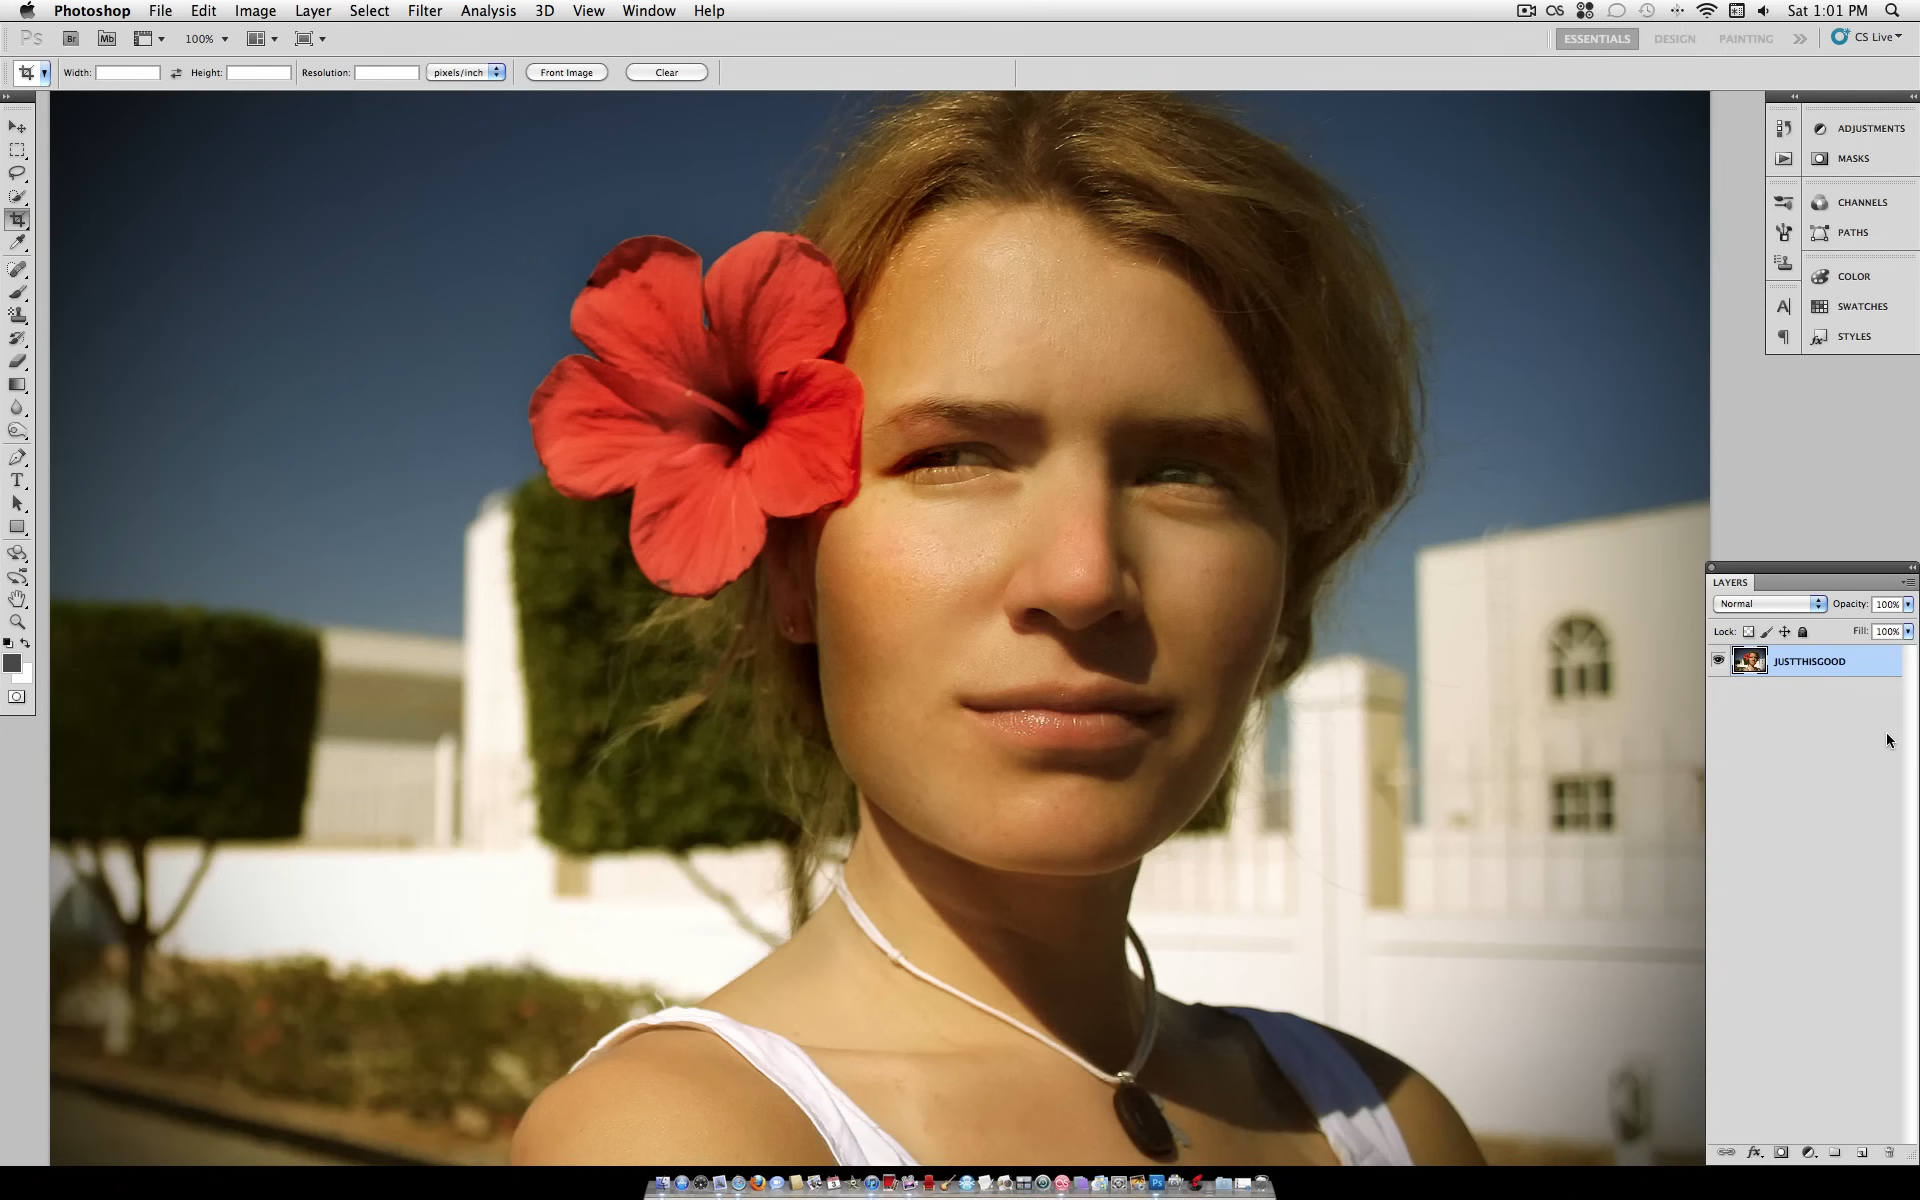 Photoshop File Edit Image Layer Select Filter Analysis 3D View Window Help
Sat 1:01 PM
Ps Br Mb 100% ESSENTIALS DESIGN PAINTING CS Live
Width: Height: Resolution: pixels/inch Front Image Clear
ADJUSTMENTS
MASKS
CHANNELS
PATHS
COLOR
SWATCHES
STYLES
LAYERS
Normal Opacity: 100%
Lock: Fill: 100%
JUSTTHISGOOD